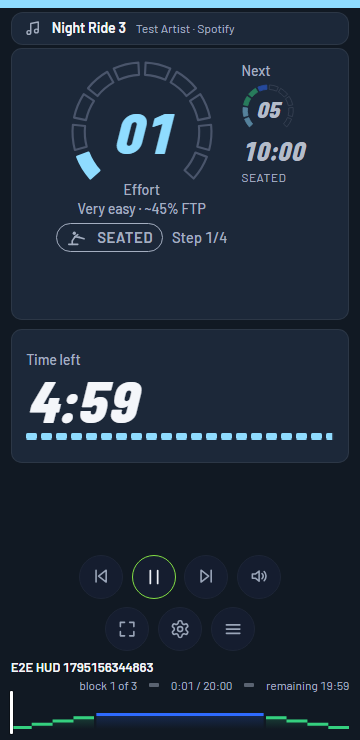 Night Ride 3 Test Artist · Spotify
01
Effort
Very easy · ~45% FTP
SEATED Step 1/4
Next
05
10:00
SEATED
Time left
4:59
E2E HUD 1795156344863
block 1 of 3 0:01 / 20:00 remaining 19:59